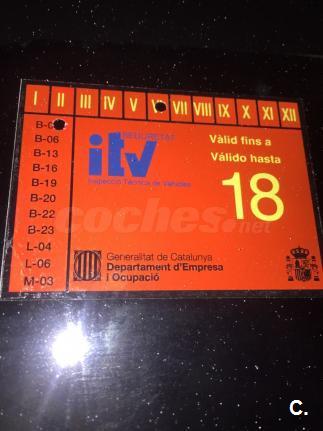 I II III IV V VII VIII IX X XI XII
B-06
B-13
B-16
B-19
B-20
B-22
B-23
L-04
L-06
M-03
SEGURETAT
itv
Inspecció Tècnica de Vehicles
Vàlid fins a
Válido hasta
18
coches.net
Generalitat de Catalunya
Departament d'Empresa
i Ocupació
C.